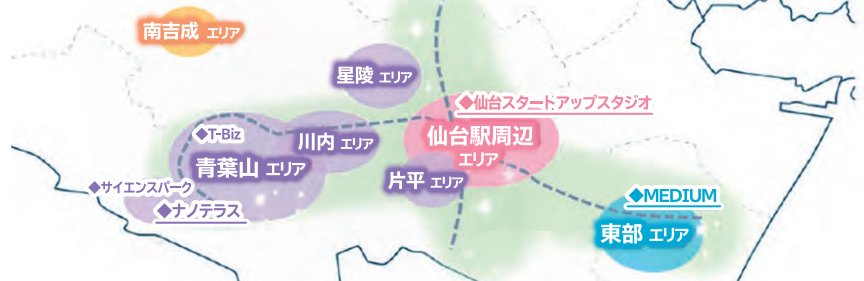 南吉成 エリア
星陵 エリア
◆仙台スタートアップスタジオ
仙台駅周辺
エリア
◆T-Biz
川内 エリア
青葉山 エリア
片平 エリア
◆サイエンスパーク
◆ナノテラス
◆MEDIUM
東部 エリア